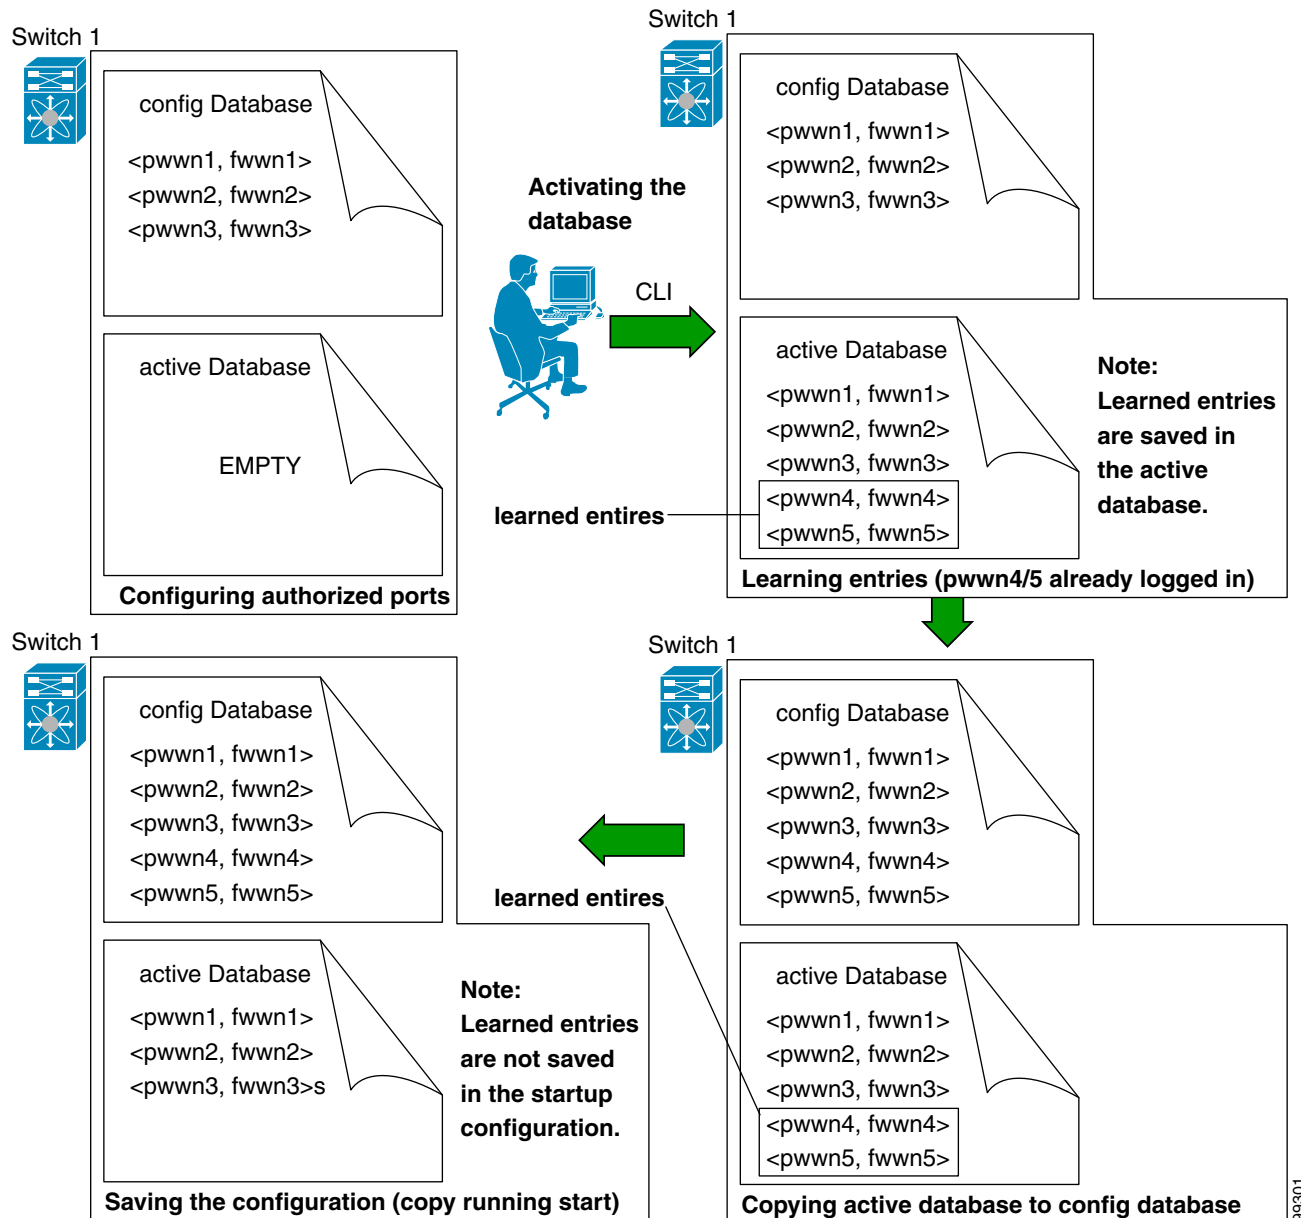 Switch 1
config Database
<pwwn1, fwwn1>
<pwwn2, fwwn2>
<pwwn3, fwwn3>
active Database
EMPTY
Configuring authorized ports
Activating the
database
CLI
Switch 1
config Database
<pwwn1, fwwn1>
<pwwn2, fwwn2>
<pwwn3, fwwn3>
active Database
<pwwn1, fwwn1>
<pwwn2, fwwn2>
<pwwn3, fwwn3>
<pwwn4, fwwn4>
<pwwn5, fwwn5>
learned entires
Note:
Learned entries
are saved in
the active
database.
Learning entries (pwwn4/5 already logged in)
Switch 1
config Database
<pwwn1, fwwn1>
<pwwn2, fwwn2>
<pwwn3, fwwn3>
<pwwn4, fwwn4>
<pwwn5, fwwn5>
active Database
<pwwn1, fwwn1>
<pwwn2, fwwn2>
<pwwn3, fwwn3>s
Note:
Learned entries
are not saved
in the startup
configuration.
Saving the configuration (copy running start)
Switch 1
config Database
<pwwn1, fwwn1>
<pwwn2, fwwn2>
<pwwn3, fwwn3>
<pwwn4, fwwn4>
<pwwn5, fwwn5>
learned entires
active Database
<pwwn1, fwwn1>
<pwwn2, fwwn2>
<pwwn3, fwwn3>
<pwwn4, fwwn4>
<pwwn5, fwwn5>
Copying active database to config database
99301